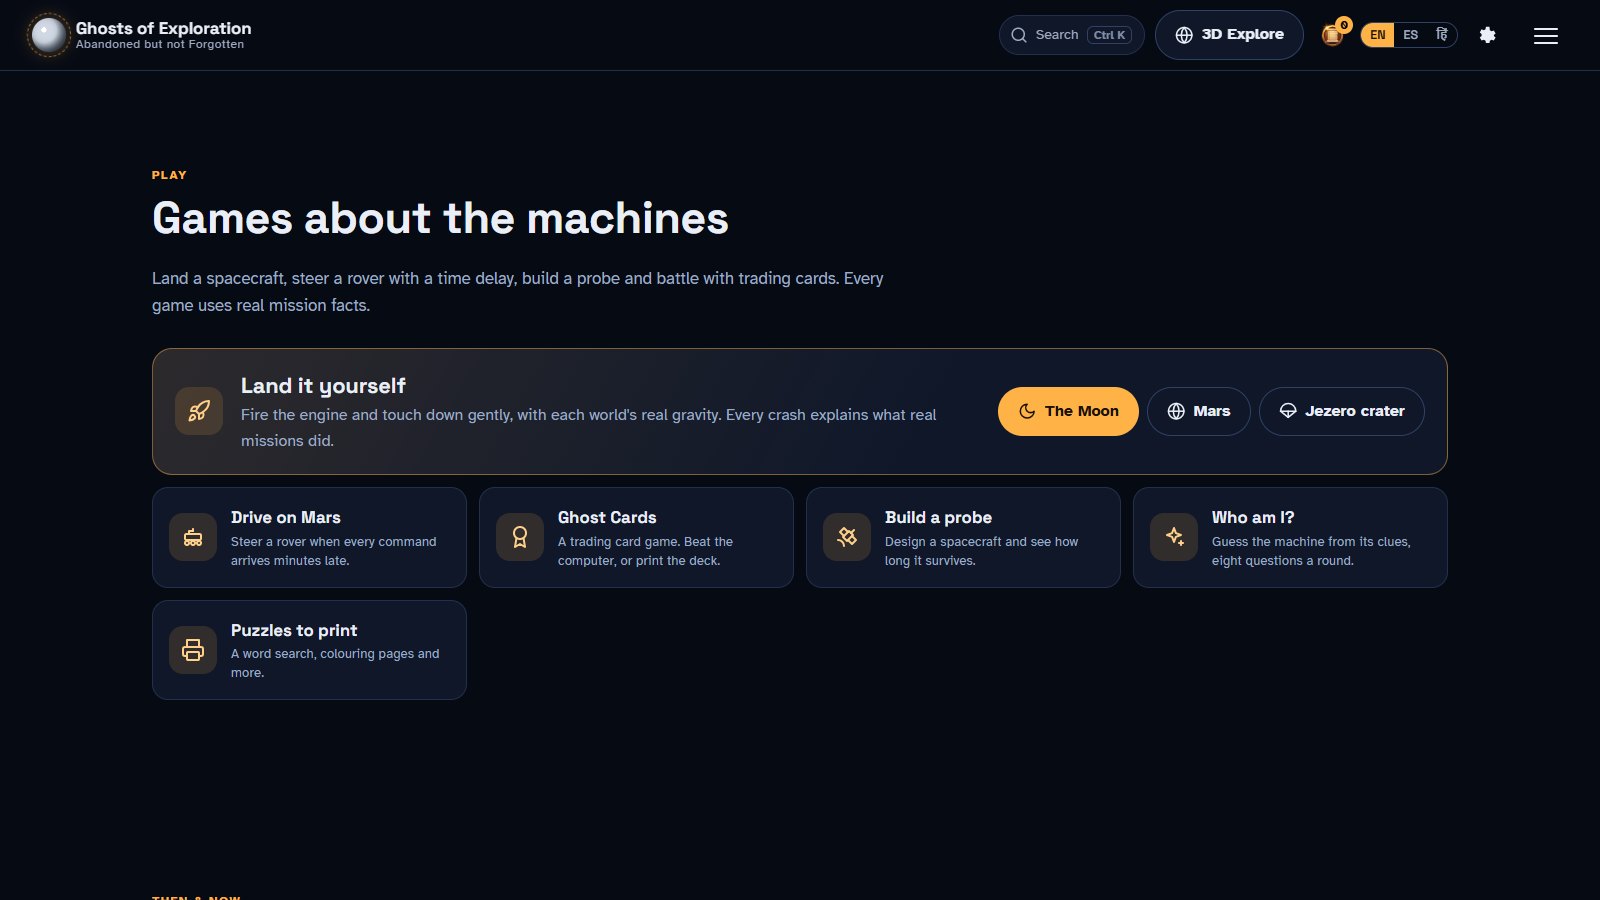 Ghosts of Exploration
Abandoned but not Forgotten
Search Ctrl K
3D Explore
0
EN ES हिं
PLAY
Games about the machines
Land a spacecraft, steer a rover with a time delay, build a probe and battle with trading cards. Every
game uses real mission facts.
Land it yourself
Fire the engine and touch down gently, with each world's real gravity. Every crash explains what real
missions did.
The Moon
Mars
Jezero crater
Drive on Mars
Steer a rover when every command
arrives minutes late.
Ghost Cards
A trading card game. Beat the
computer, or print the deck.
Build a probe
Design a spacecraft and see how
long it survives.
Who am I?
Guess the machine from its clues,
eight questions a round.
Puzzles to print
A word search, colouring pages and
more.
THEN & NOW